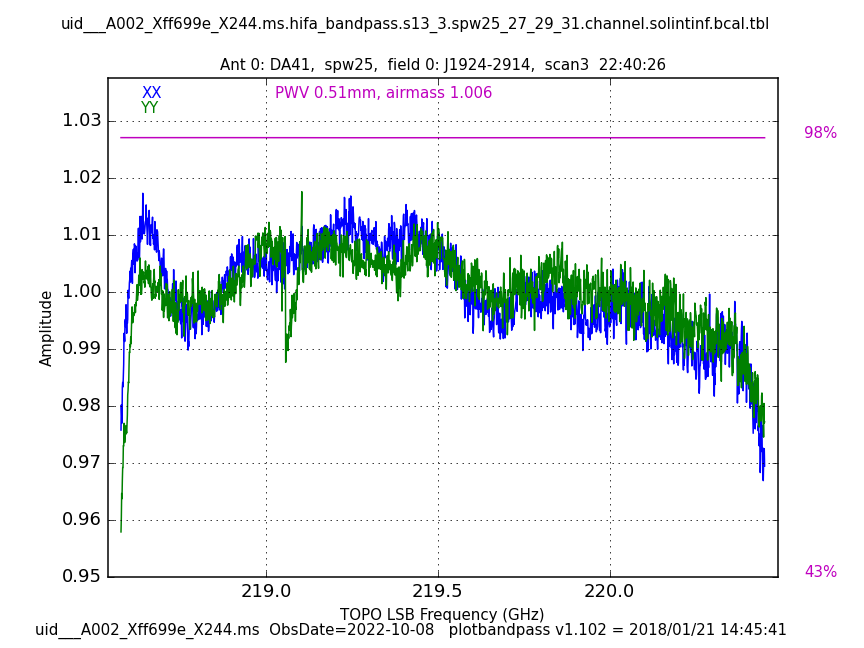 uid___A002_Xff699e_X244.ms.hifa_bandpass.s13_3.spw25_27_29_31.channel.solintinf.bcal.tbl
Ant 0: DA41,  spw25,  field 0: J1924-2914,  scan3  22:40:26
XX
PWV 0.51mm, airmass 1.006
YY
1.03
98%
1.02
1.01
1.00
0.99
0.98
0.97
0.96
0.95
43%
Amplitude
219.0 219.5 220.0
TOPO LSB Frequency (GHz)
uid___A002_Xff699e_X244.ms  ObsDate=2022-10-08   plotbandpass v1.102 = 2018/01/21 14:45:41